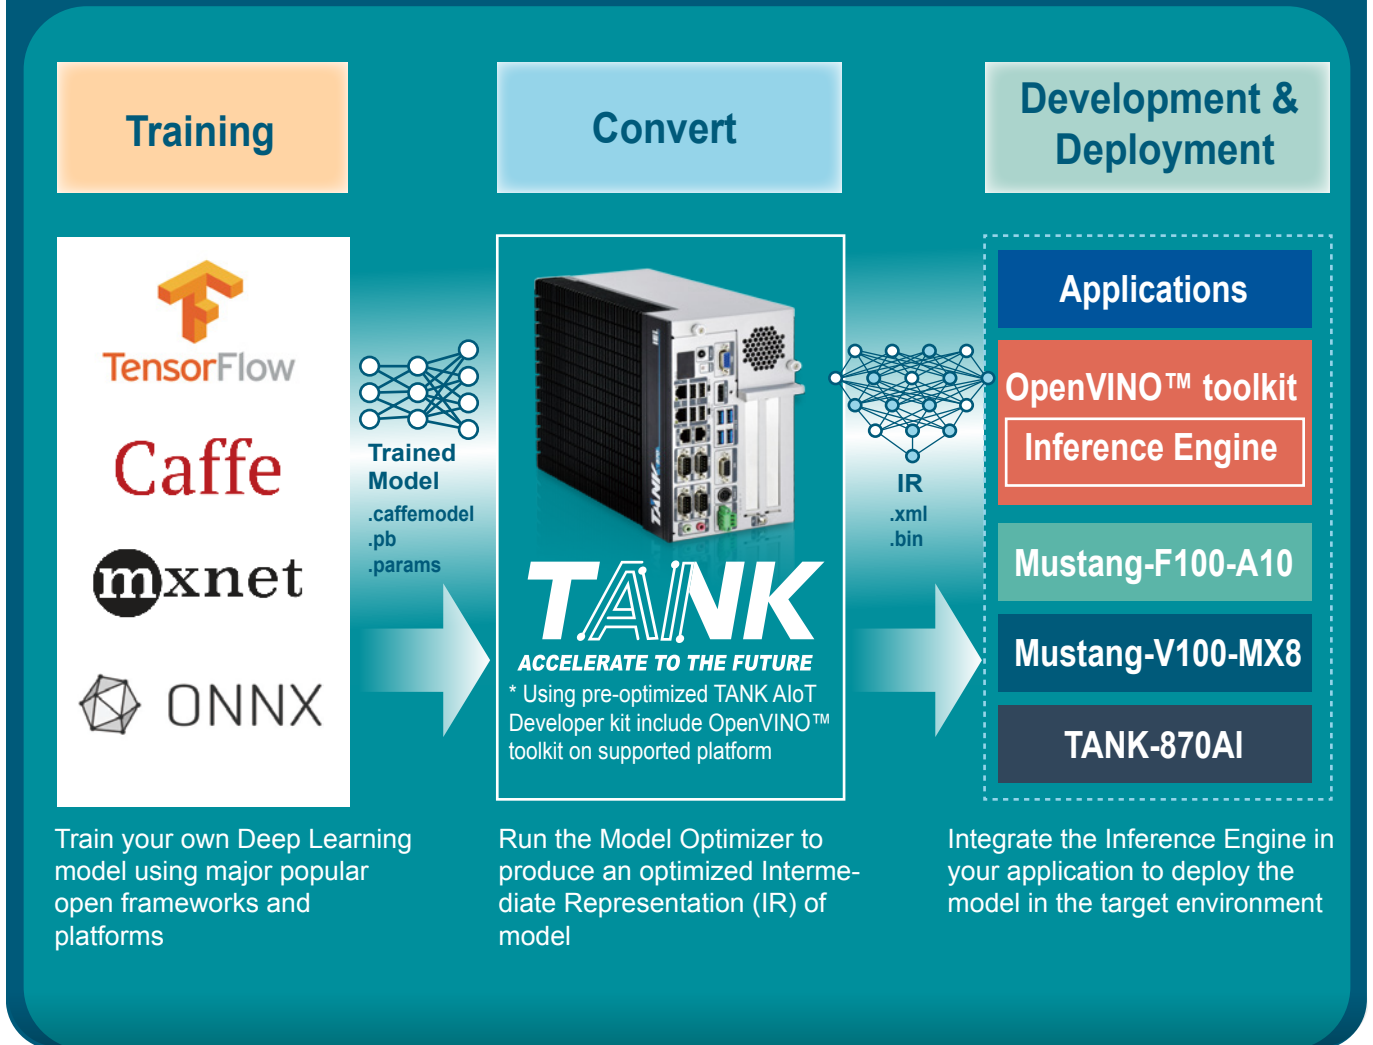 Training
Convert
Development &
Deployment
TensorFlow
Caffe
mxnet
ONNX
Trained
Model
.caffemodel
.pb
.params
TANK
TANK
ACCELERATE TO THE FUTURE
* Using pre-optimized TANK AIoT
Developer kit include OpenVINO™
toolkit on supported platform
IR
.xml
.bin
Applications
OpenVINO™ toolkit
Inference Engine
Mustang-F100-A10
Mustang-V100-MX8
TANK-870AI
Train your own Deep Learning
model using major popular
open frameworks and
platforms
Run the Model Optimizer to
produce an optimized Interme-
diate Representation (IR) of
model
Integrate the Inference Engine in
your application to deploy the
model in the target environment